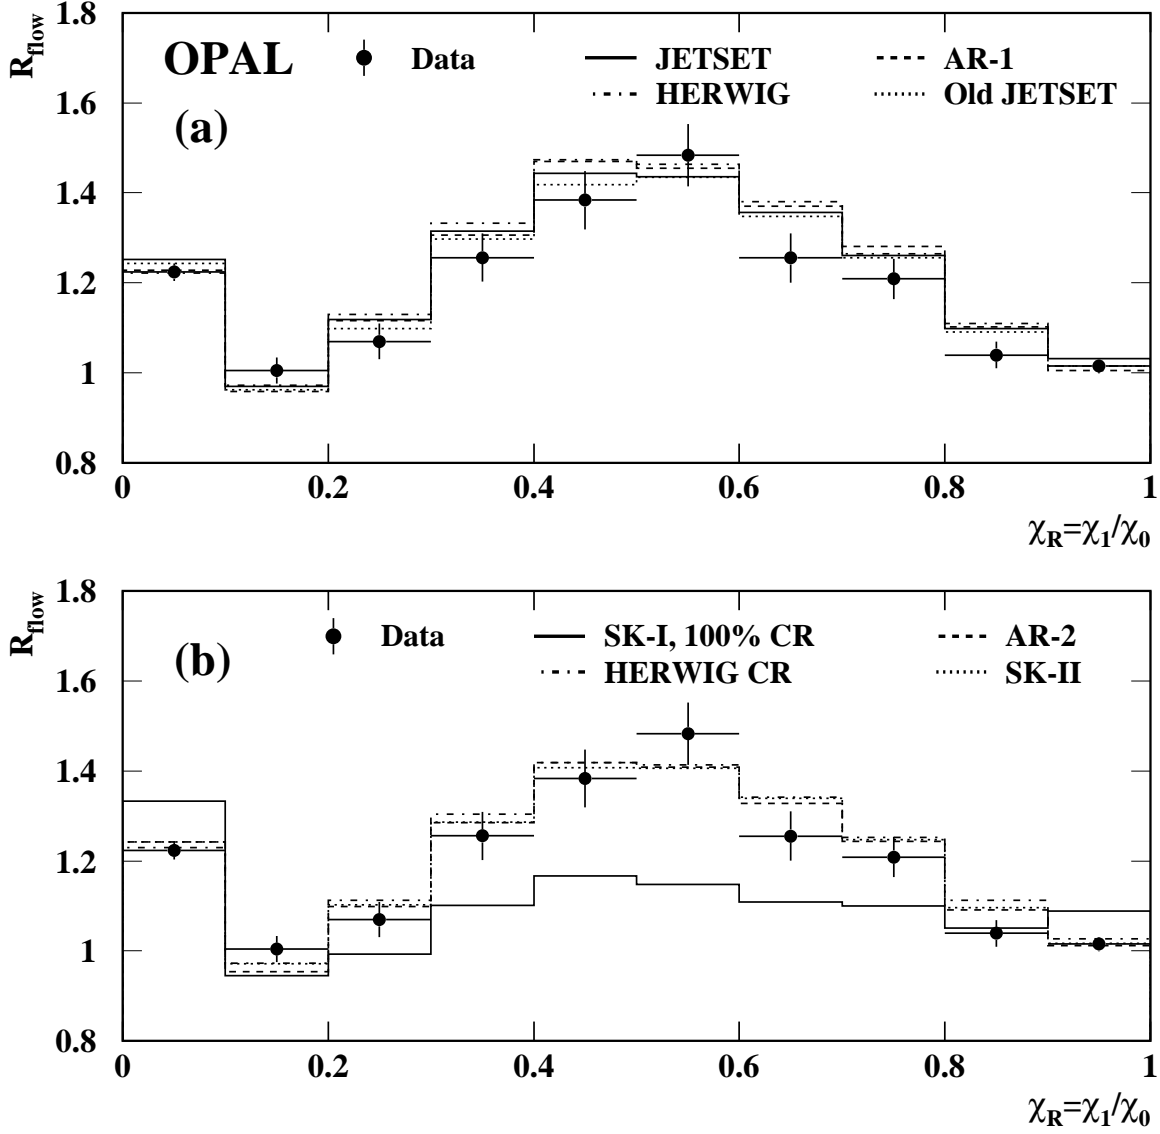 R_flow
1.8
OPAL Data JETSET AR-1
HERWIG Old JETSET
1.6
(a)
1.4
1.2
1
0.8
0 0.2 0.4 0.6 0.8 1
χ_R=χ_1/χ_0
R_flow
1.8
Data SK-I, 100% CR AR-2
(b) HERWIG CR SK-II
1.6
1.4
1.2
1
0.8
0 0.2 0.4 0.6 0.8 1
χ_R=χ_1/χ_0